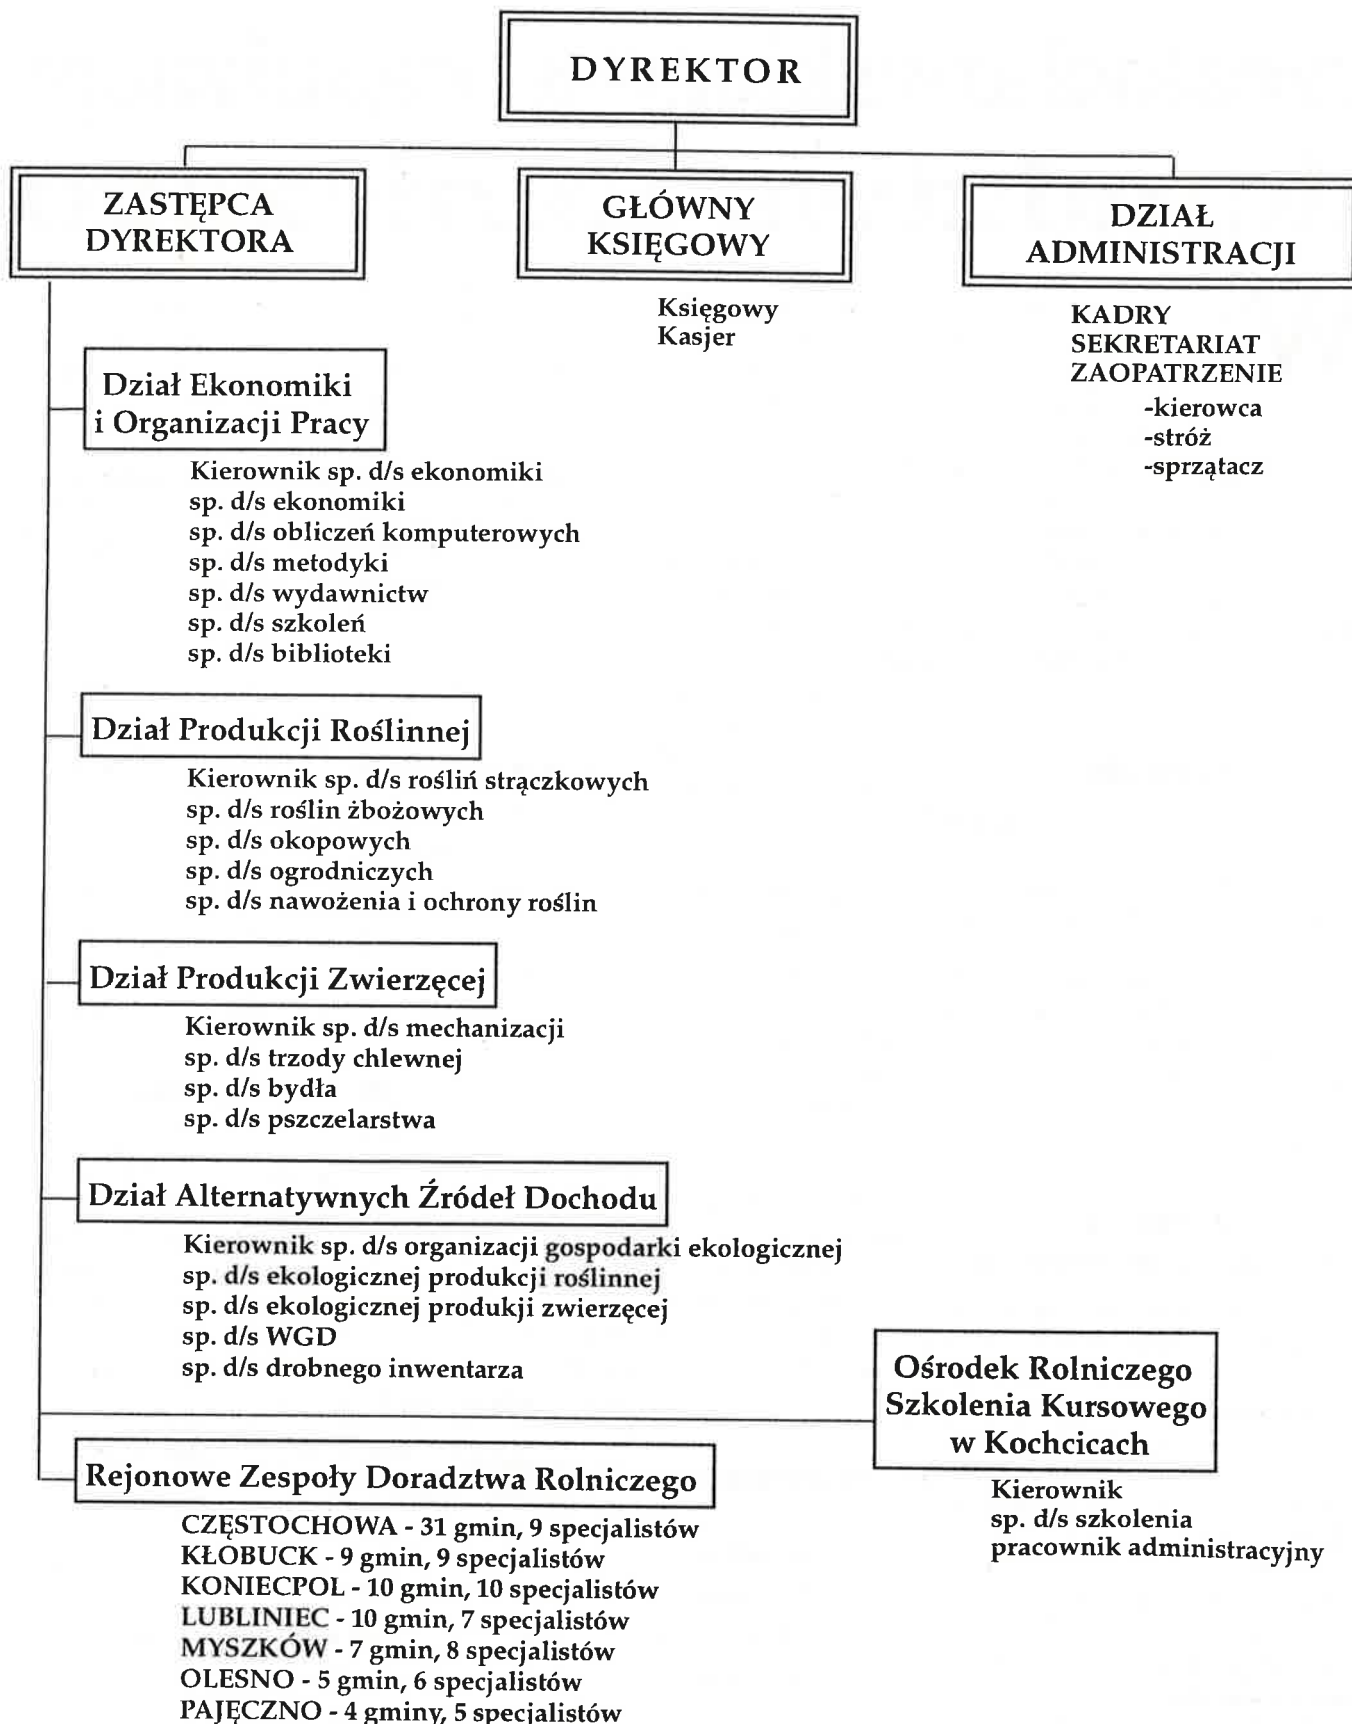 DYREKTOR
ZASTĘPCA
DYREKTORA
GŁÓWNY
KSIĘGOWY
Księgowy
Kasjer
DZIAŁ
ADMINISTRACJI
KADRY
SEKRETARIAT
ZAOPATRZENIE
-kierowca
-stróż
-sprzątacz
Dział Ekonomiki
i Organizacji Pracy
Kierownik sp. d/s ekonomiki
sp. d/s ekonomiki
sp. d/s obliczeń komputerowych
sp. d/s metodyki
sp. d/s wydawnictw
sp. d/s szkoleń
sp. d/s biblioteki
Dział Produkcji Roślinnej
Kierownik sp. d/s rośliń strączkowych
sp. d/s roślin żbożowych
sp. d/s okopowych
sp. d/s ogrodniczych
sp. d/s nawożenia i ochrony roślin
Dział Produkcji Zwierzęcej
Kierownik sp. d/s mechanizacji
sp. d/s trzody chlewnej
sp. d/s bydła
sp. d/s pszczelarstwa
Dział Alternatywnych Źródeł Dochodu
Kierownik sp. d/s organizacji gospodarki ekologicznej
sp. d/s ekologicznej produkcji roślinnej
sp. d/s ekologicznej produkji zwierzęcej
sp. d/s WGD
sp. d/s drobnego inwentarza
Ośrodek Rolniczego
Szkolenia Kursowego
w Kochcicach
Kierownik
sp. d/s szkolenia
pracownik administracyjny
Rejonowe Zespoły Doradztwa Rolniczego
CZĘSTOCHOWA - 31 gmin, 9 specjalistów
KŁOBUCK - 9 gmin, 9 specjalistów
KONIECPOL - 10 gmin, 10 specjalistów
LUBLINIEC - 10 gmin, 7 specjalistów
MYSZKÓW - 7 gmin, 8 specjalistów
OLESNO - 5 gmin, 6 specjalistów
PAJĘCZNO - 4 gminy, 5 specjalistów